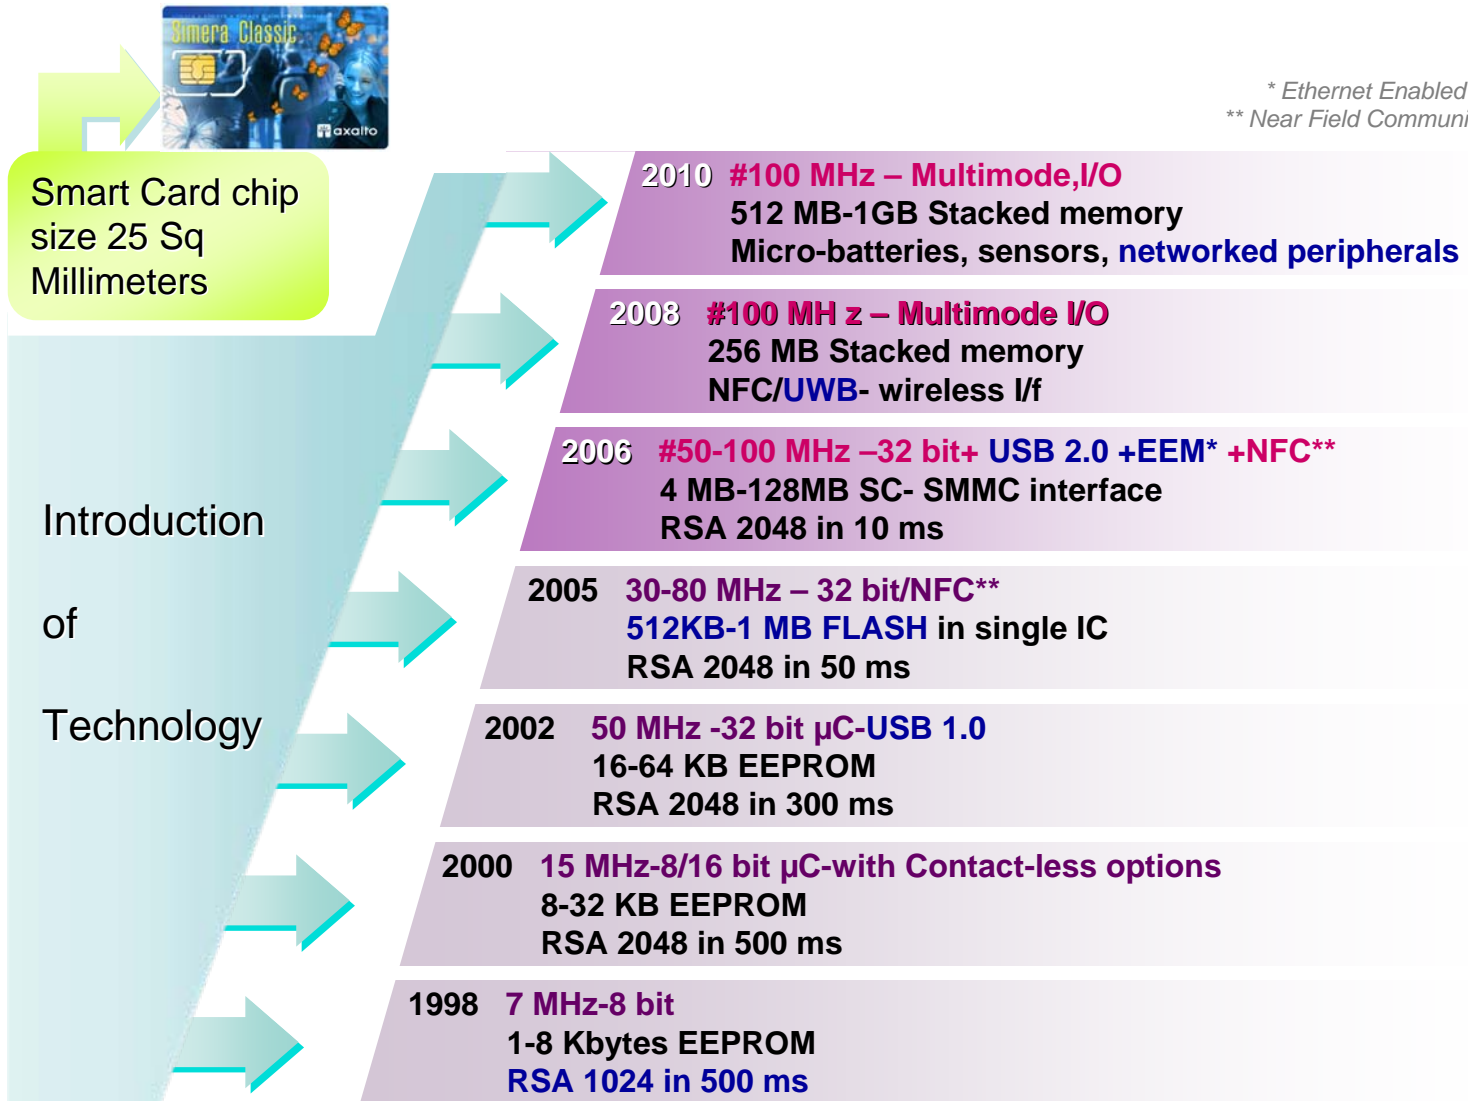 Simera Classic
axalto
* Ethernet Enabled
** Near Field Communi
Smart Card chip
size 25 Sq
Millimeters
Introduction
of
Technology
2010 #100 MHz – Multimode,I/O
512 MB-1GB Stacked memory
Micro-batteries, sensors, networked peripherals
2008 #100 MH z – Multimode I/O
256 MB Stacked memory
NFC/UWB- wireless I/f
2006 #50-100 MHz –32 bit+ USB 2.0 +EEM* +NFC**
4 MB-128MB SC- SMMC interface
RSA 2048 in 10 ms
2005 30-80 MHz – 32 bit/NFC**
512KB-1 MB FLASH in single IC
RSA 2048 in 50 ms
2002 50 MHz -32 bit µC-USB 1.0
16-64 KB EEPROM
RSA 2048 in 300 ms
2000 15 MHz-8/16 bit µC-with Contact-less options
8-32 KB EEPROM
RSA 2048 in 500 ms
1998 7 MHz-8 bit
1-8 Kbytes EEPROM
RSA 1024 in 500 ms